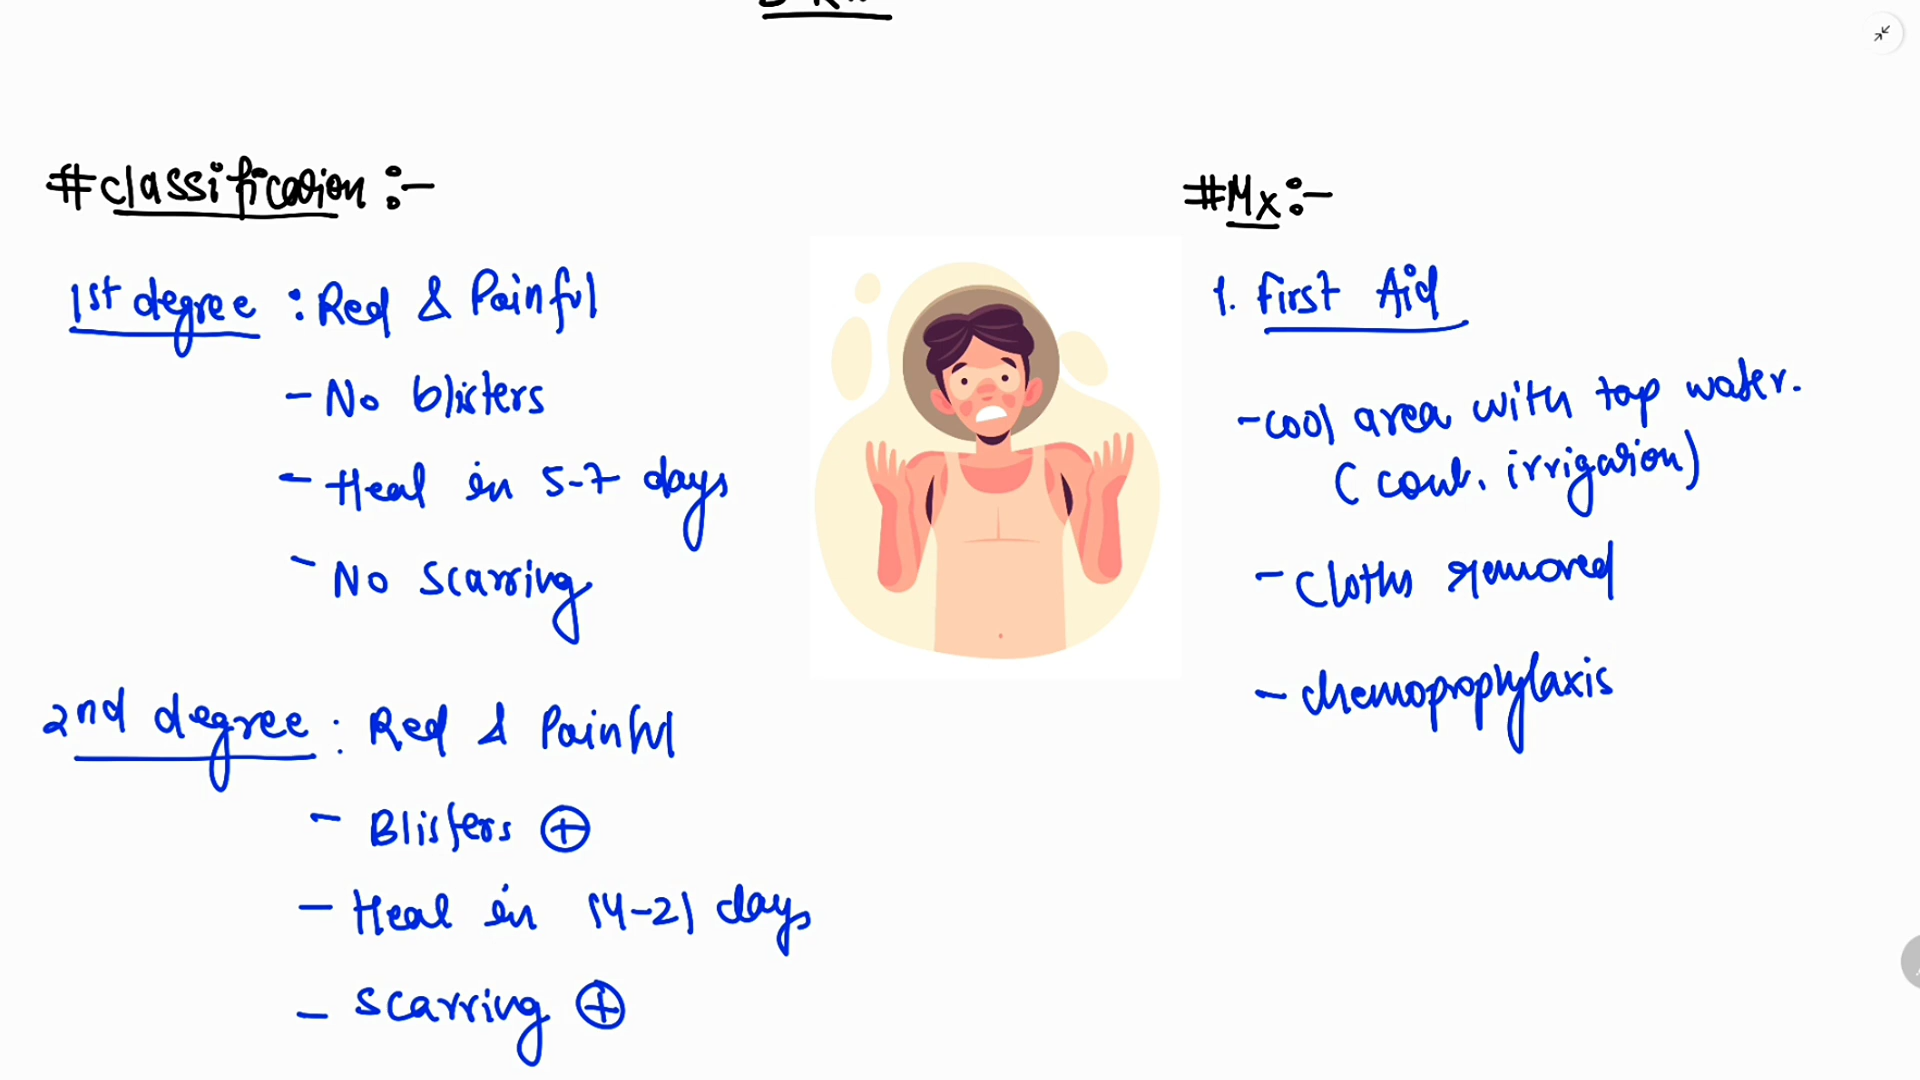 #classification :-
1st degree : Red & Painful
- No blisters
- Heal in 5-7 days
- No scarring
2nd degree : Red & Painful
- Blisters ⊕
- Heal in 14-21 days
- scarring ⊕
#Mx :-
1. First Aid
- cool area with tap water.
(cont. irrigation)
- cloths removed
- chemoprophylaxis